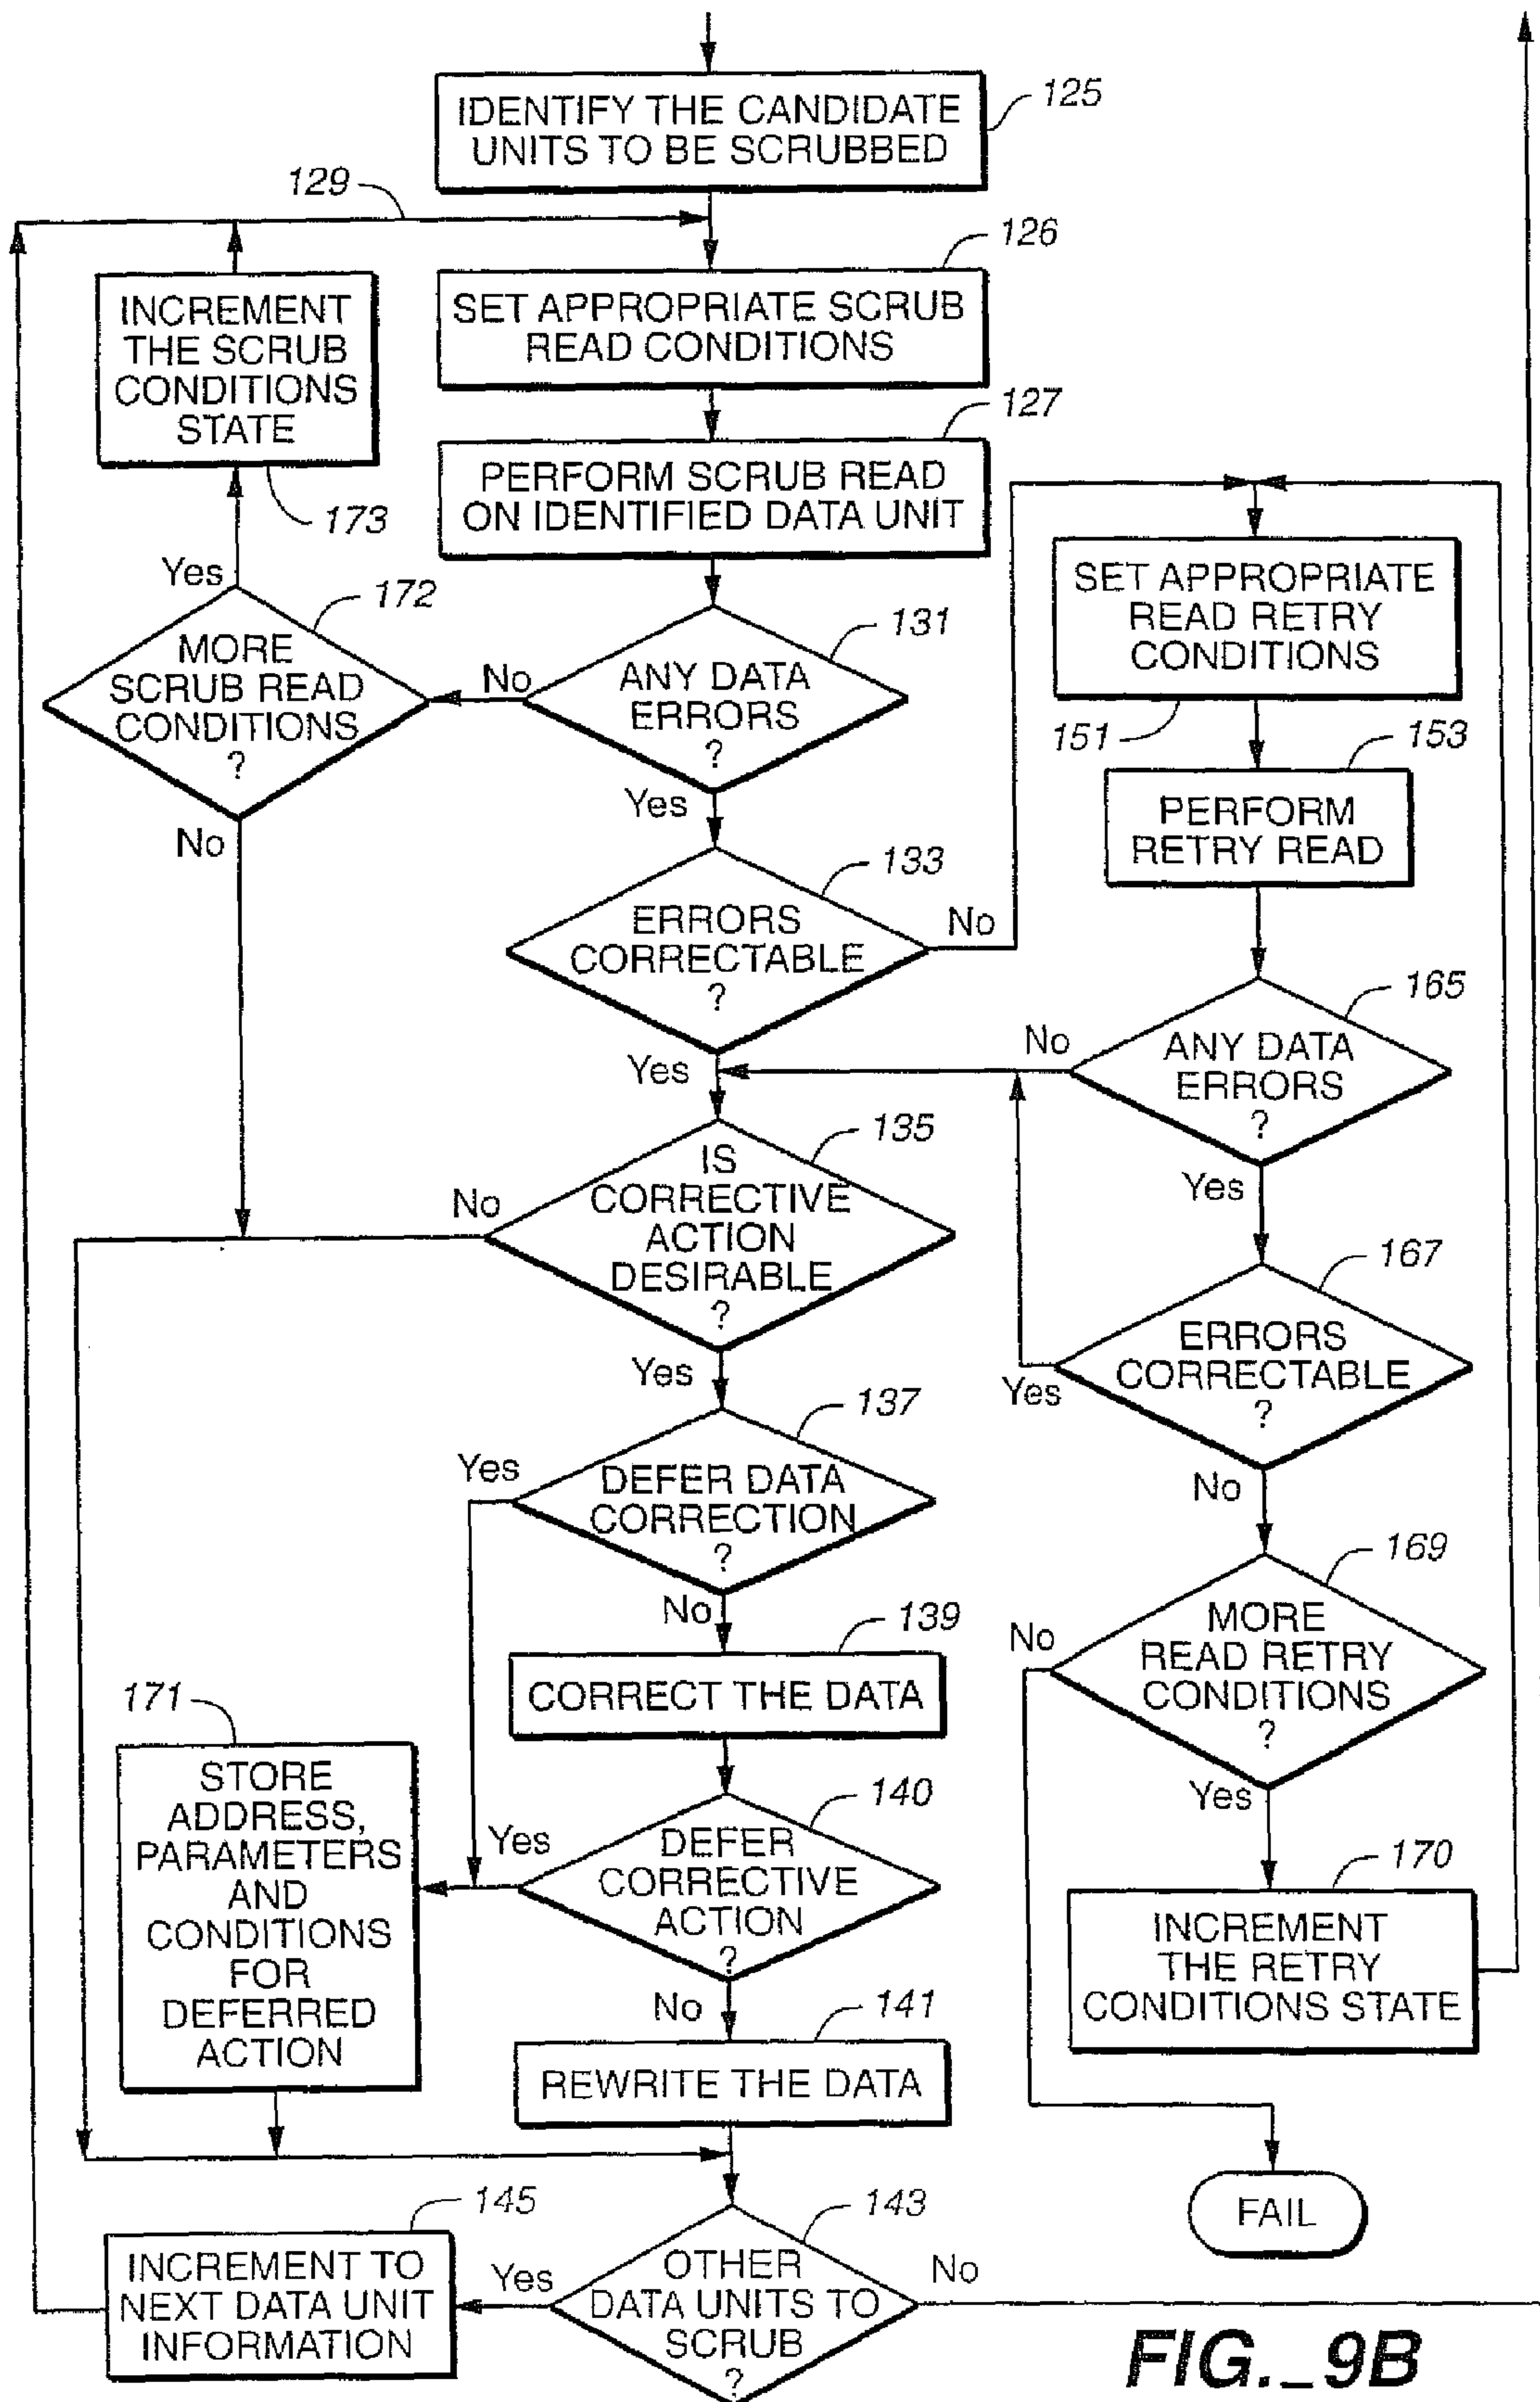 IDENTIFY THE CANDIDATE
UNITS TO BE SCRUBBED
125
129
126
SET APPROPRIATE SCRUB
READ CONDITIONS
INCREMENT
THE SCRUB
CONDITIONS
STATE
173
127
PERFORM SCRUB READ
ON IDENTIFIED DATA UNIT
Yes
172
MORE
SCRUB READ
CONDITIONS
?
No
No
131
ANY DATA
ERRORS
?
Yes
133
ERRORS
CORRECTABLE
?
No
Yes
SET APPROPRIATE
READ RETRY
CONDITIONS
151
153
PERFORM
RETRY READ
165
ANY DATA
ERRORS
?
No
Yes
167
ERRORS
CORRECTABLE
?
Yes
No
169
MORE
READ RETRY
CONDITIONS
?
No
Yes
170
INCREMENT
THE RETRY
CONDITIONS STATE
FAIL
135
IS
CORRECTIVE
ACTION
DESIRABLE
?
No
Yes
137
DEFER DATA
CORRECTION
?
Yes
No
139
CORRECT THE DATA
140
DEFER
CORRECTIVE
ACTION
?
Yes
No
171
STORE
ADDRESS,
PARAMETERS
AND
CONDITIONS
FOR
DEFERRED
ACTION
141
REWRITE THE DATA
143
OTHER
DATA UNITS TO
SCRUB
?
Yes
No
145
INCREMENT TO
NEXT DATA UNIT
INFORMATION
FIG._9B